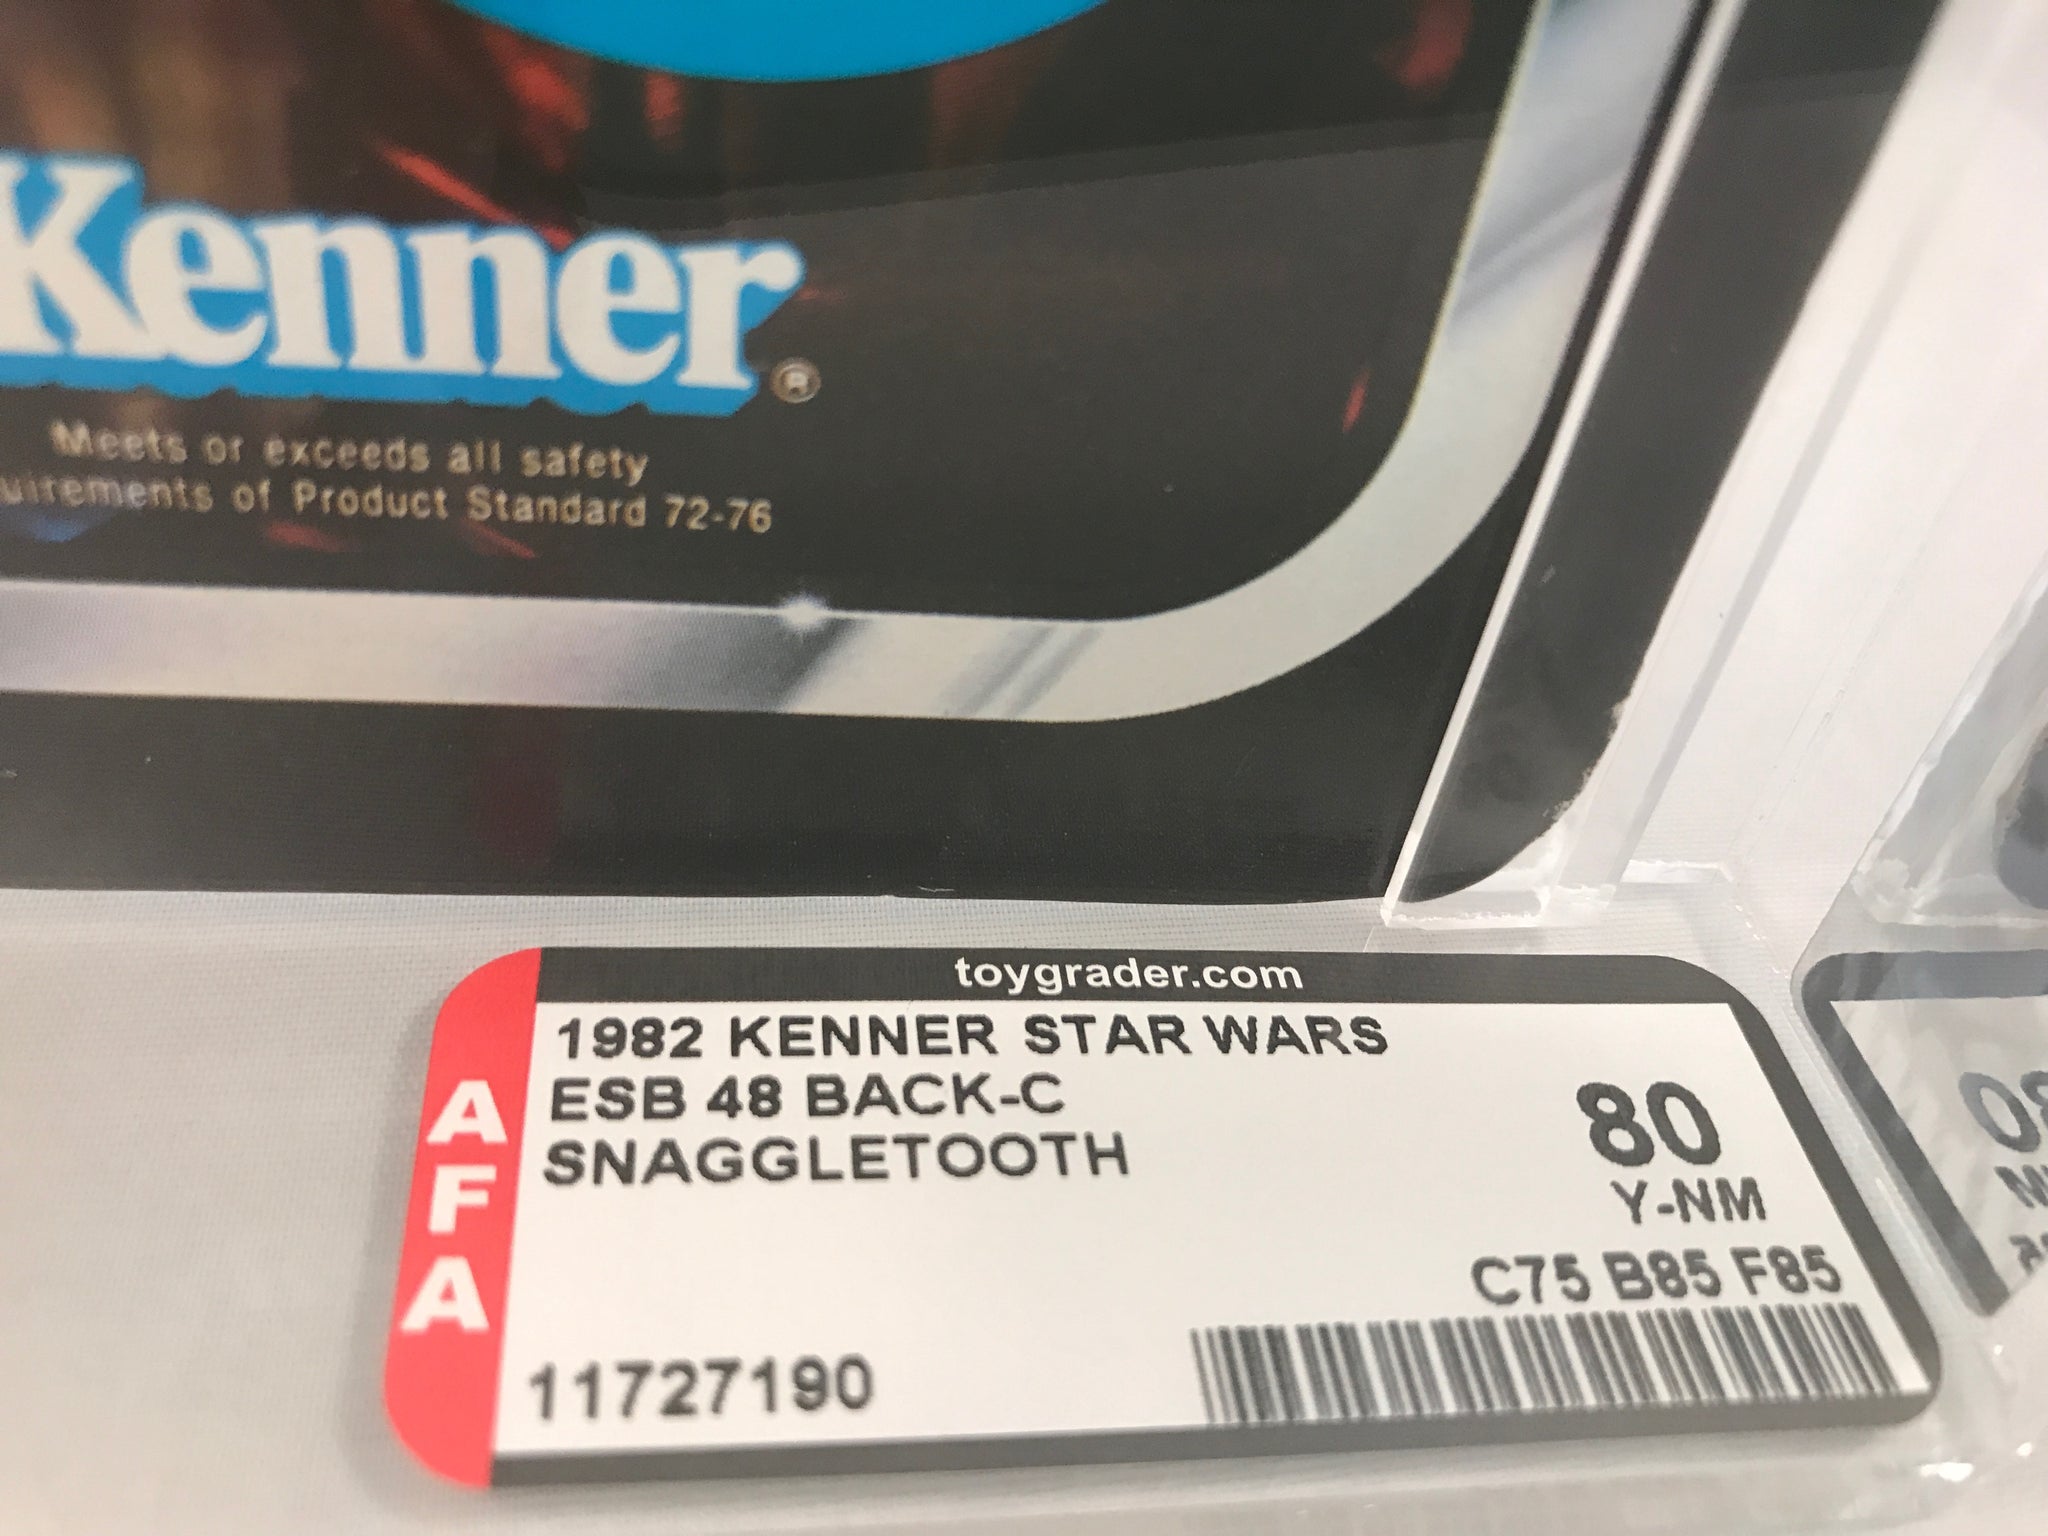 Kenner®
Meets or exceeds all safety
uirements of Product Standard 72-76
toygrader.com
AFA
1982 KENNER STAR WARS
ESB 48 BACK-C
SNAGGLETOOTH
80
Y-NM
C75 B85 F85
11727190